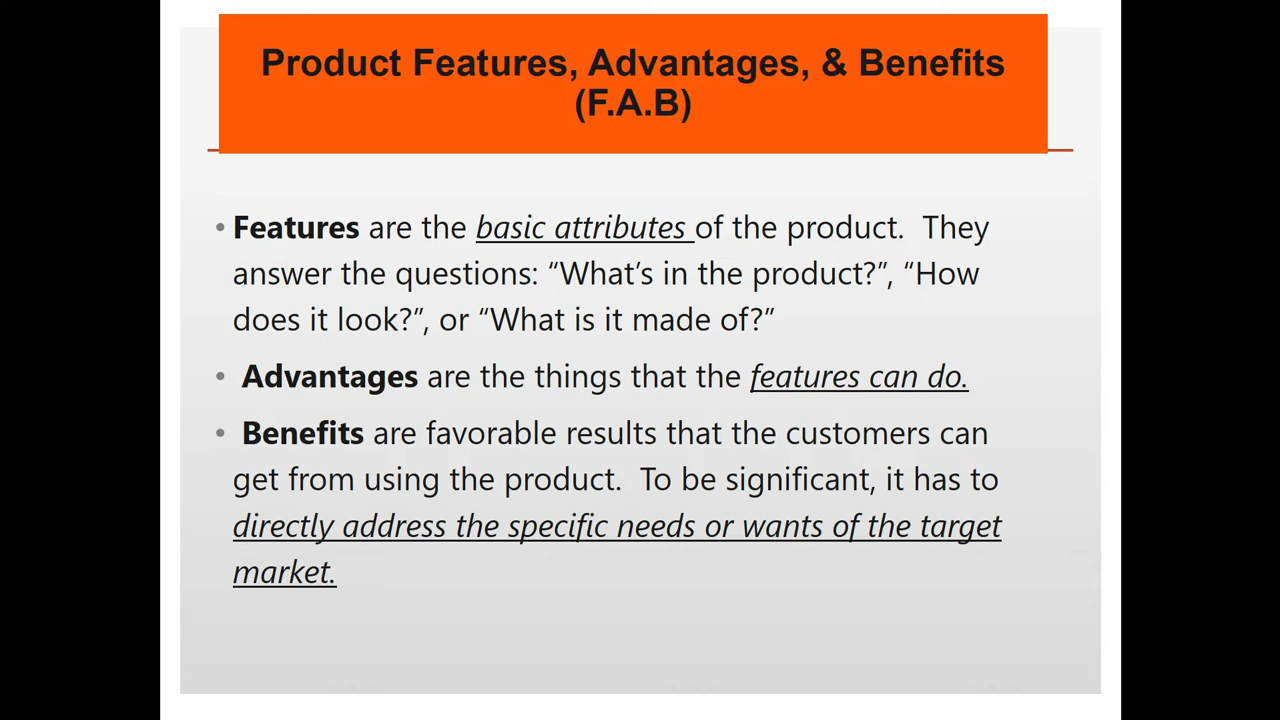 Product Features, Advantages, & Benefits
(F.A.B)
• Features are the basic attributes of the product.  They
answer the questions: “What’s in the product?”, “How
does it look?”, or “What is it made of?”
• Advantages are the things that the features can do.
• Benefits are favorable results that the customers can
get from using the product.  To be significant, it has to
directly address the specific needs or wants of the target
market.